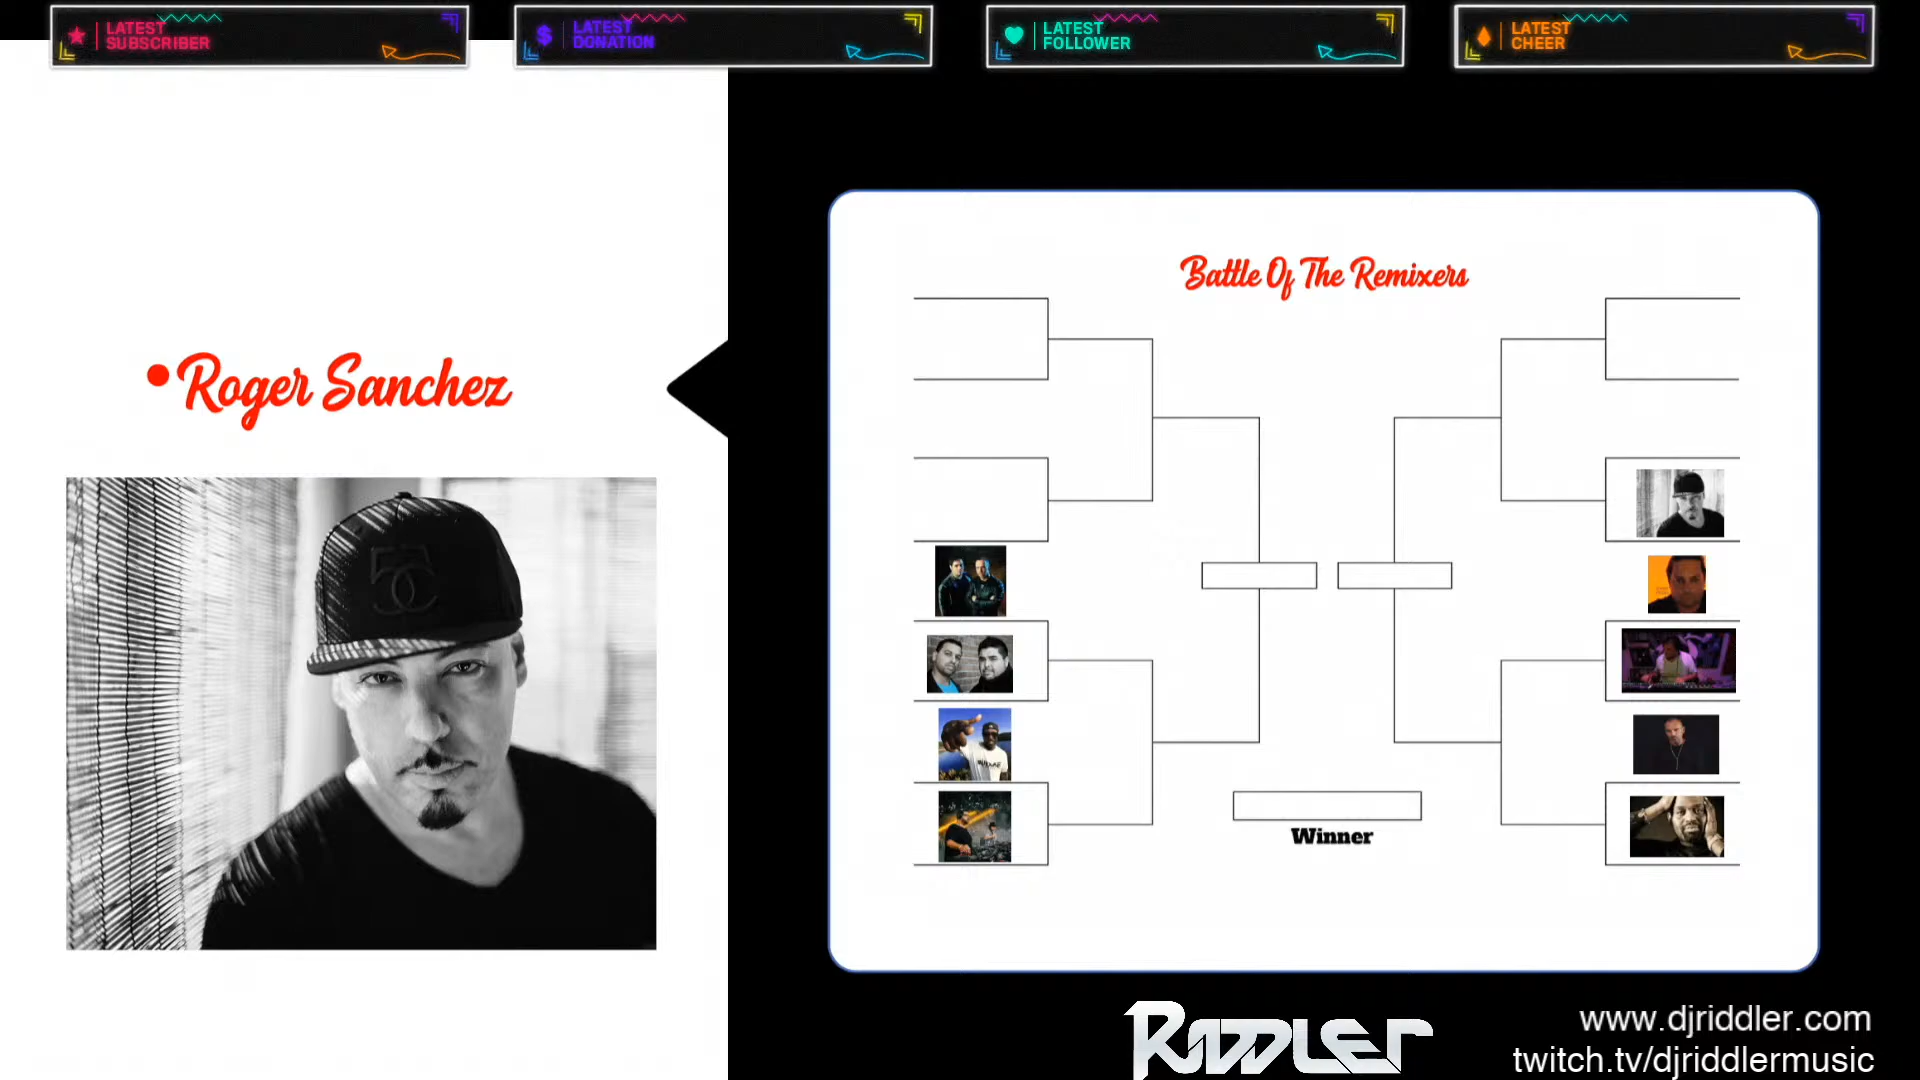 LATEST
SUBSCRIBER
LATEST
DONATION
LATEST
FOLLOWER
LATEST
CHEER
Battle Of The Remixers
• Roger Sanchez
Winner
RIDDLER
www.djriddler.com
twitch.tv/djriddlermusic